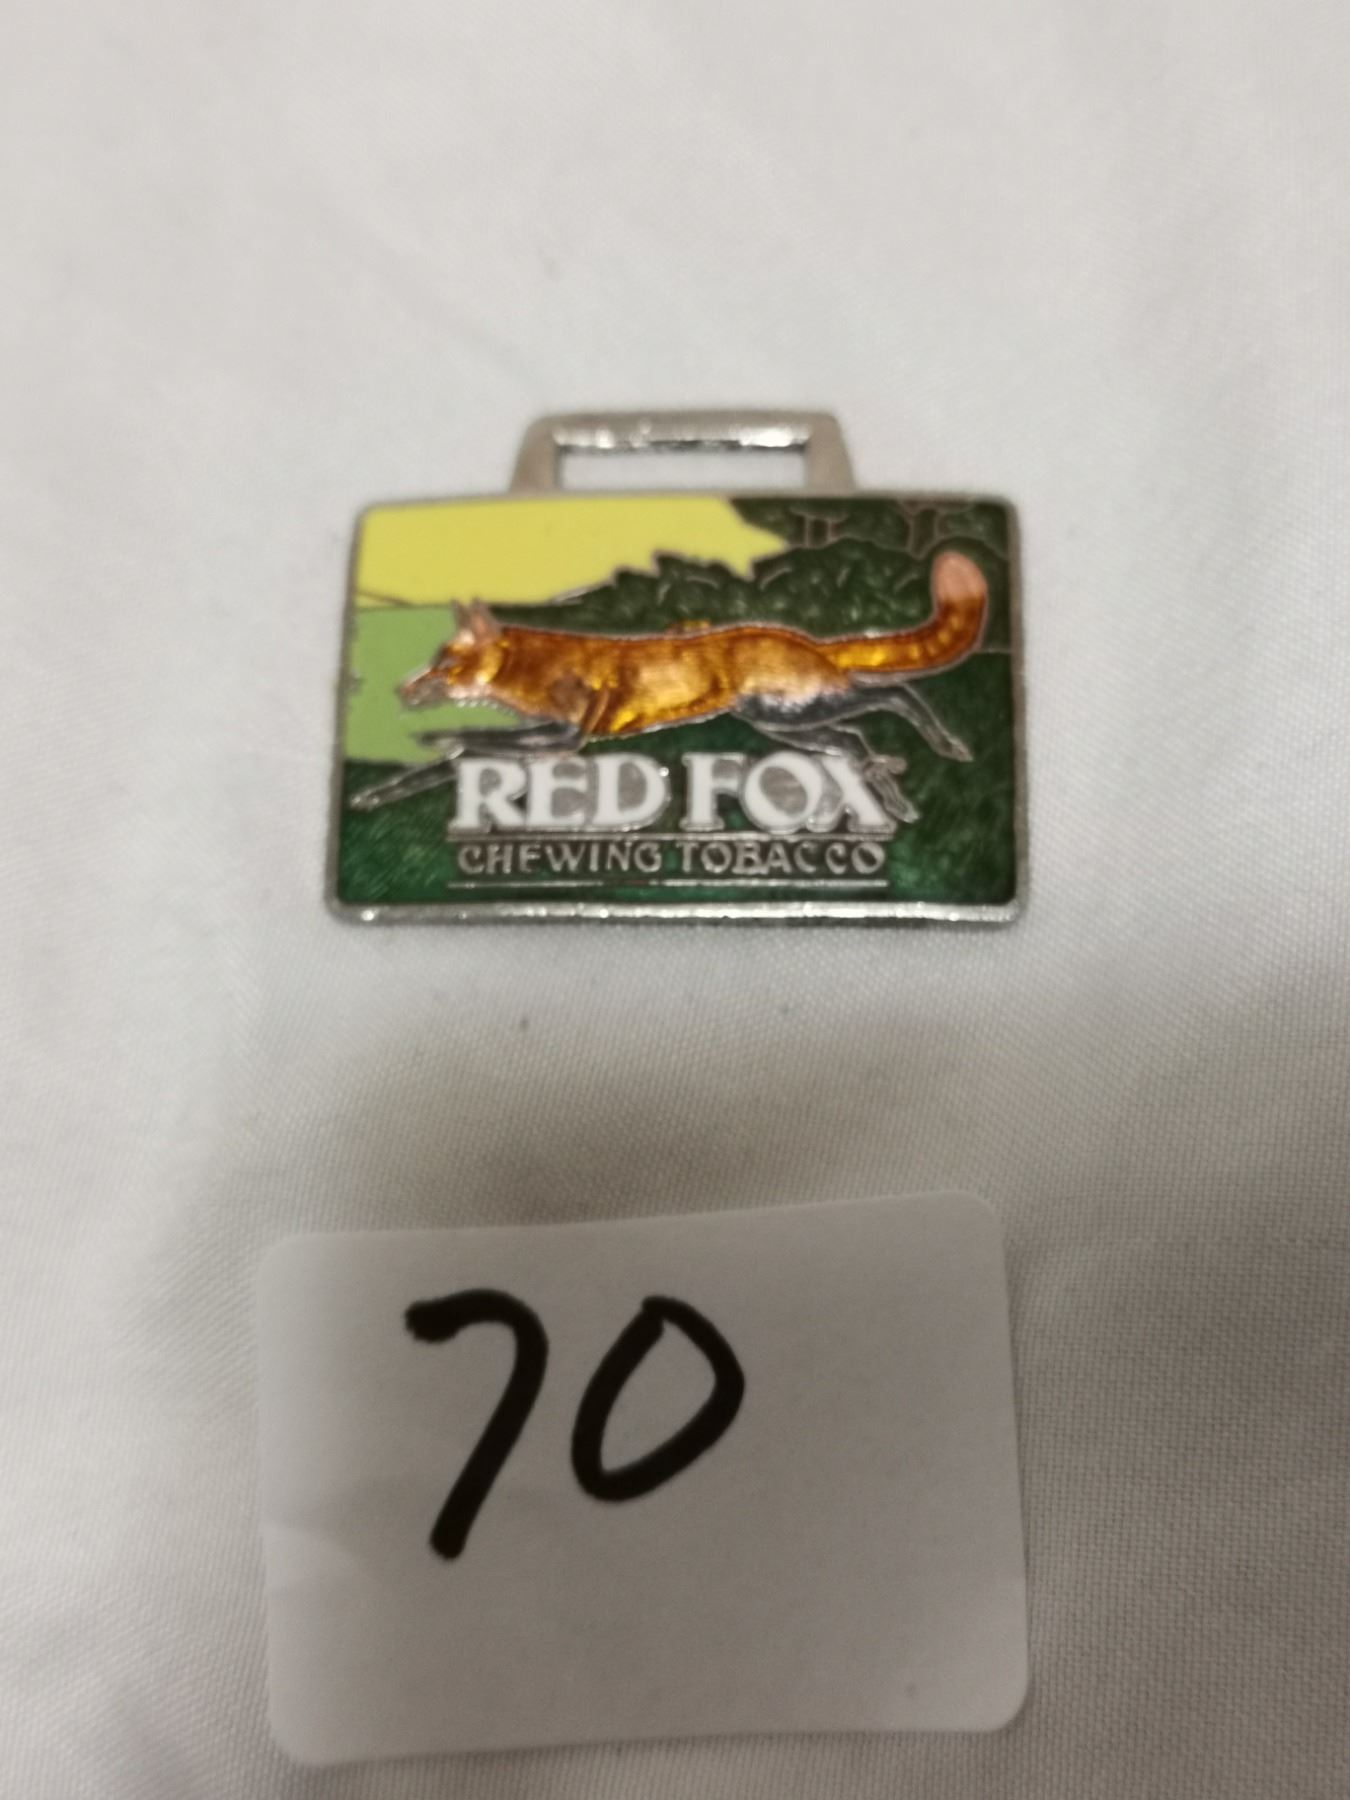 RED FOX
CHEWING TOBACCO
70